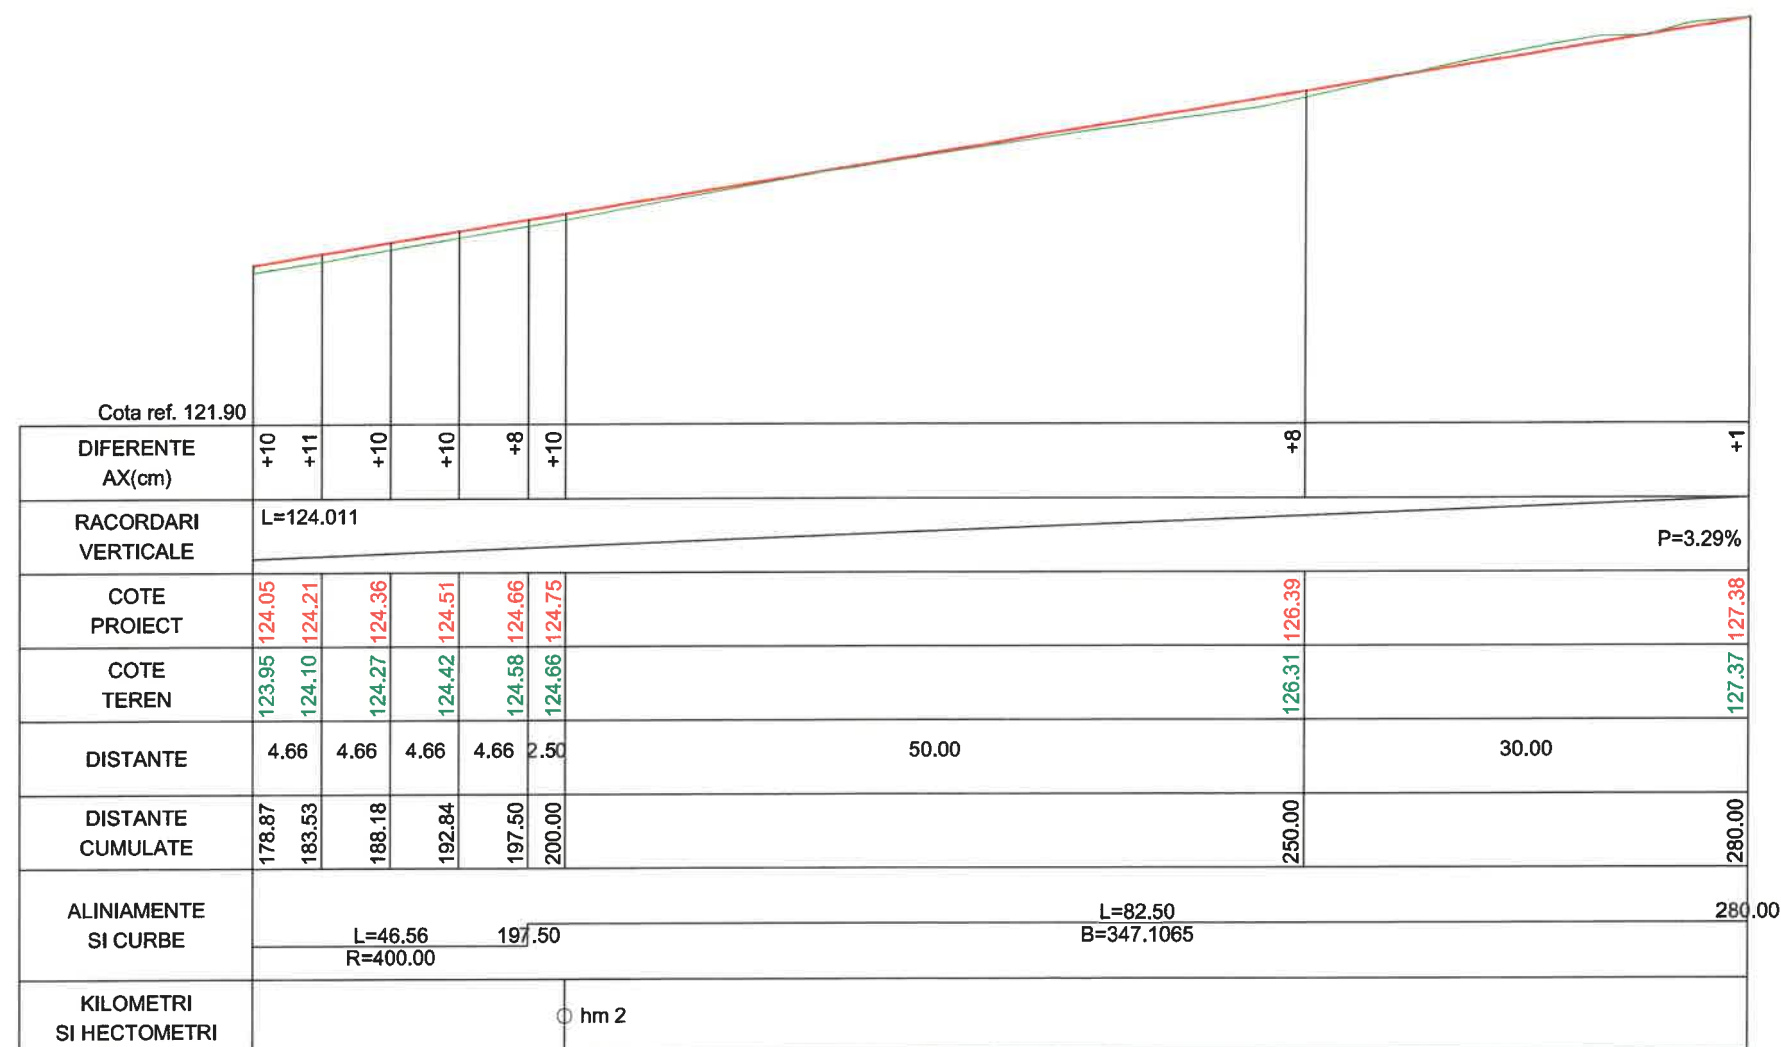 Cota ref. 121.90
DIFERENTE
AX(cm)
+10 +11 +10 +10 +8 +10 +8 +1
RACORDARI
VERTICALE
L=124.011
P=3.29%
COTE
PROIECT
124.05 124.21 124.36 124.51 124.66 124.75 126.39 127.38
COTE
TEREN
123.95 124.10 124.27 124.42 124.58 124.66 126.31 127.37
DISTANTE
4.66 4.66 4.66 4.66 2.50 50.00 30.00
DISTANTE
CUMULATE
178.87 183.53 188.18 192.84 197.50 200.00 250.00 280.00
ALINIAMENTE
SI CURBE
L=46.56
R=400.00
197.50
L=82.50
B=347.1065
280.00
KILOMETRI
SI HECTOMETRI
hm 2